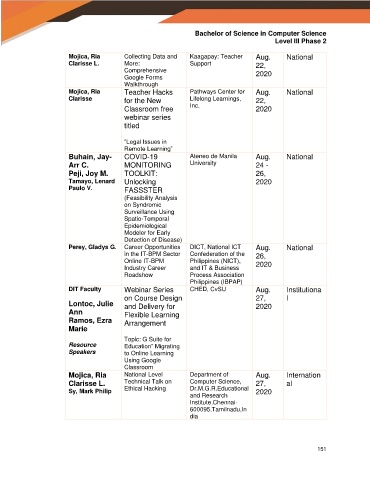 Bachelor of Science in Computer Science
Level III Phase 2
Mojica, Ria
Clarisse L.
Collecting Data and
More:
Comprehensive
Google Forms
Walkthrough
Kaagapay: Teacher
Support
Aug.
22,
2020
National
Mojica, Ria
Clarisse
Teacher Hacks
for the New
Classroom free
webinar series
titled
"Legal Issues in
Remote Learning"
Pathways Center for
Lifelong Learnings,
Inc.
Aug.
22,
2020
National
Buhain, Jay-
Arr C.
Peji, Joy M.
Tamayo, Lenard
Paulo V.
COVID-19
MONITORING
TOOLKIT:
Unlocking
FASSSTER
(Feasibility Analysis
on Syndromic
Surveillance Using
Spatio-Temporal
Epidemiological
Modeler for Early
Detection of Disease)
Ateneo de Manila
University
Aug.
24 -
26,
2020
National
Perey, Gladys G.
Career Opportunities
in the IT-BPM Sector
Online IT-BPM
Industry Career
Roadshow
DICT, National ICT
Confederation of the
Philippines (NICT),
and IT & Business
Process Association
Philippines (IBPAP)
Aug.
26,
2020
National
DIT Faculty
Lontoc, Julie
Ann
Ramos, Ezra
Marie
Resource
Speakers
Webinar Series
on Course Design
and Delivery for
Flexible Learning
Arrangement
Topic: G Suite for
Education" Migrating
to Online Learning
Using Google
Classroom
CHED, CvSU
Aug.
27,
2020
Institutiona
l
Mojica, Ria
Clarisse L.
Sy, Mark Philip
National Level
Technical Talk on
Ethical Hacking
Department of
Computer Science,
Dr.M.G.R.Educational
and Research
Institute,Chennai-
600095,Tamilnadu,In
dia
Aug.
27,
2020
Internation
al
151